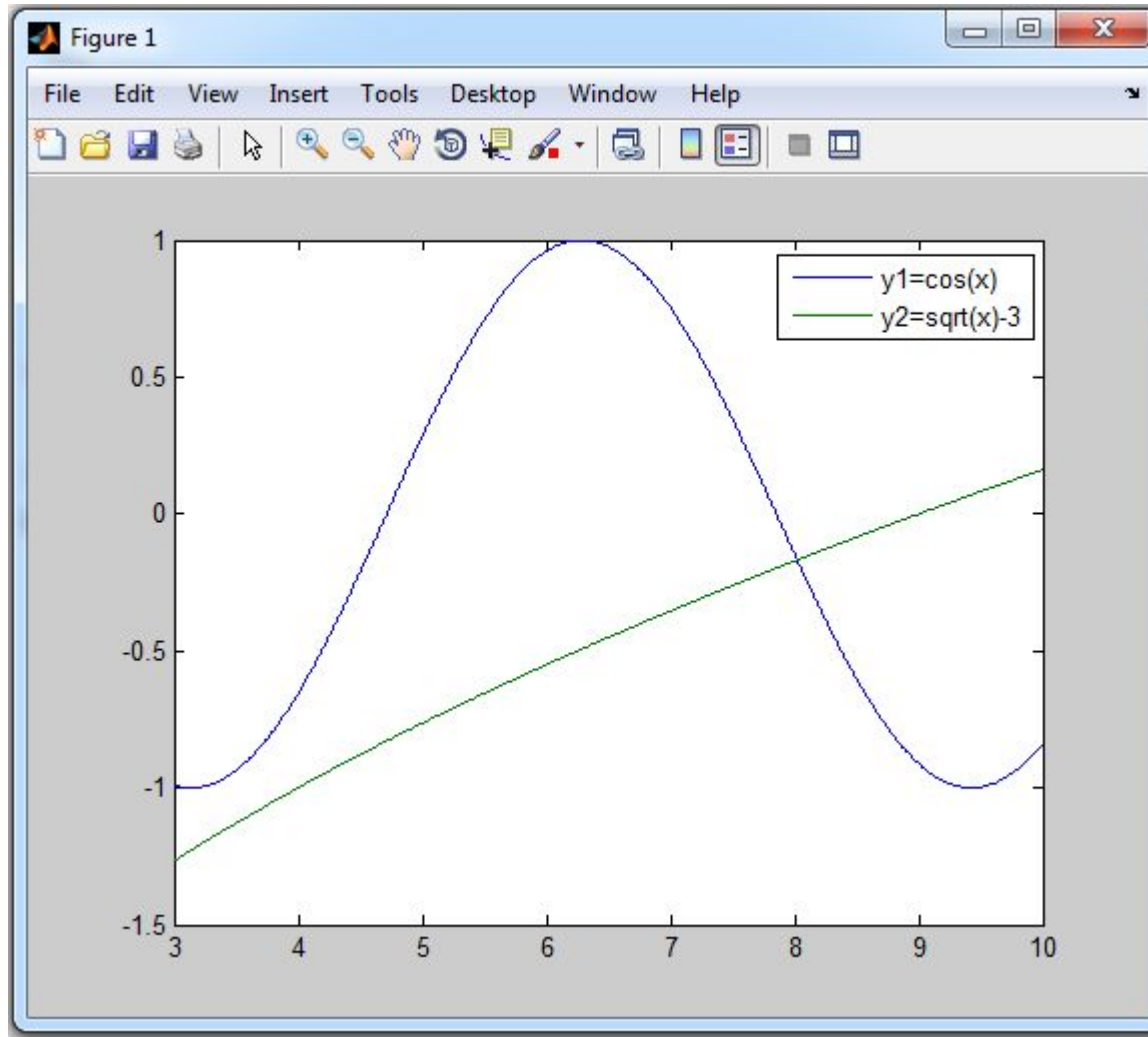 Figure 1
File Edit View Insert Tools Desktop Window Help
y1=cos(x)
y2=sqrt(x)-3
1
0.5
0
-0.5
-1
-1.5
3 4 5 6 7 8 9 10